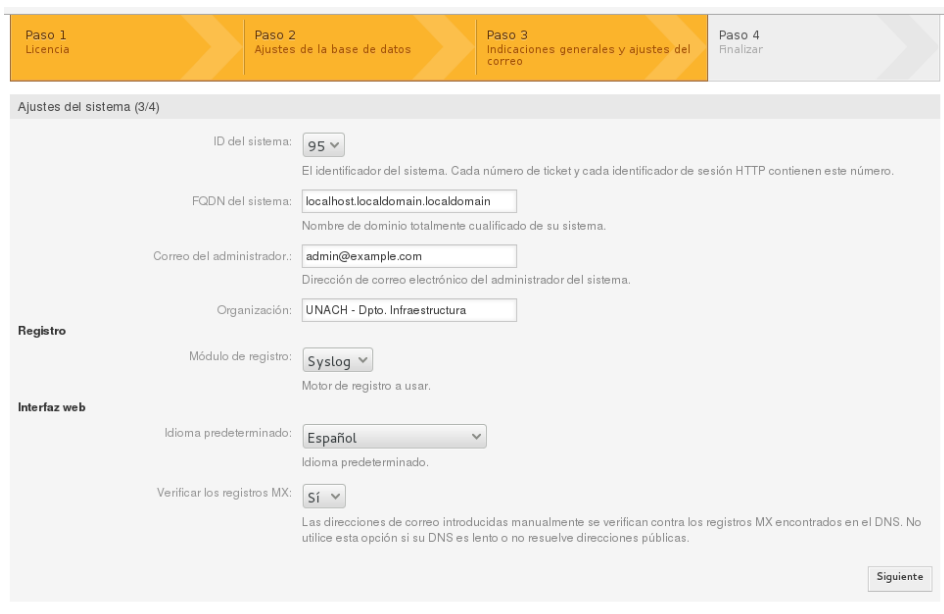 Paso 1
Licencia
Paso 2
Ajustes de la base de datos
Paso 3
Indicaciones generales y ajustes del
correo
Paso 4
Finalizar
Ajustes del sistema (3/4)
ID del sistema: 95
El identificador del sistema. Cada número de ticket y cada identificador de sesión HTTP contienen este número.
FQDN del sistema: localhost.localdomain.localdomain
Nombre de dominio totalmente cualificado de su sistema.
Correo del administrador.: admin@example.com
Dirección de correo electrónico del administrador del sistema.
Organización: UNACH - Dpto. Infraestructura
Registro
Módulo de registro: Syslog
Motor de registro a usar.
Interfaz web
Idioma predeterminado: Español
Idioma predeterminado.
Verificar los registros MX: Sí
Las direcciones de correo introducidas manualmente se verifican contra los registros MX encontrados en el DNS. No
utilice esta opción si su DNS es lento o no resuelve direcciones públicas.
Siguiente